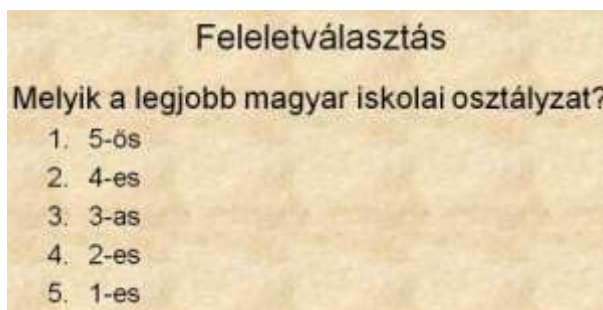 Feleletválasztás
Melyik a legjobb magyar iskolai osztályzat?
1. 5-ös
2. 4-es
3. 3-as
4. 2-es
5. 1-es